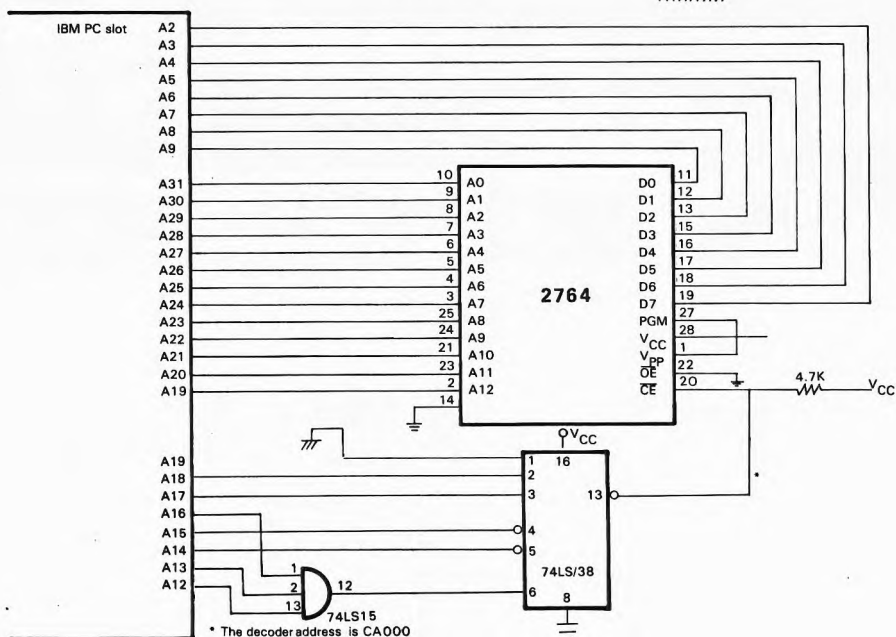 IBM PC slot
A2
A3
A4
A5
A6
A7
A8
A9
A31 10 A0 D0 11
A30 9 A1 D1 12
A29 8 A2 D2 13
A28 7 A3 D3 15
A27 6 A4 D4 16
A26 5 A5 D5 17
A25 4 A6 D6 18
A24 3 A7 D7 19
A23 25 A8 PGM 27
A22 24 A9 VCC 28
A21 21 A10 VPP 1
A20 23 A11 OE 22
A19 2 A12 CE 20
14
2764
4.7K VCC
VCC
A19 1 16
A18 2
A17 3 13
A16
A15 4
A14 5
A13 1
A12 2
13
12 6
74LS/38
8
74LS15
*
* The decoder address is CA000